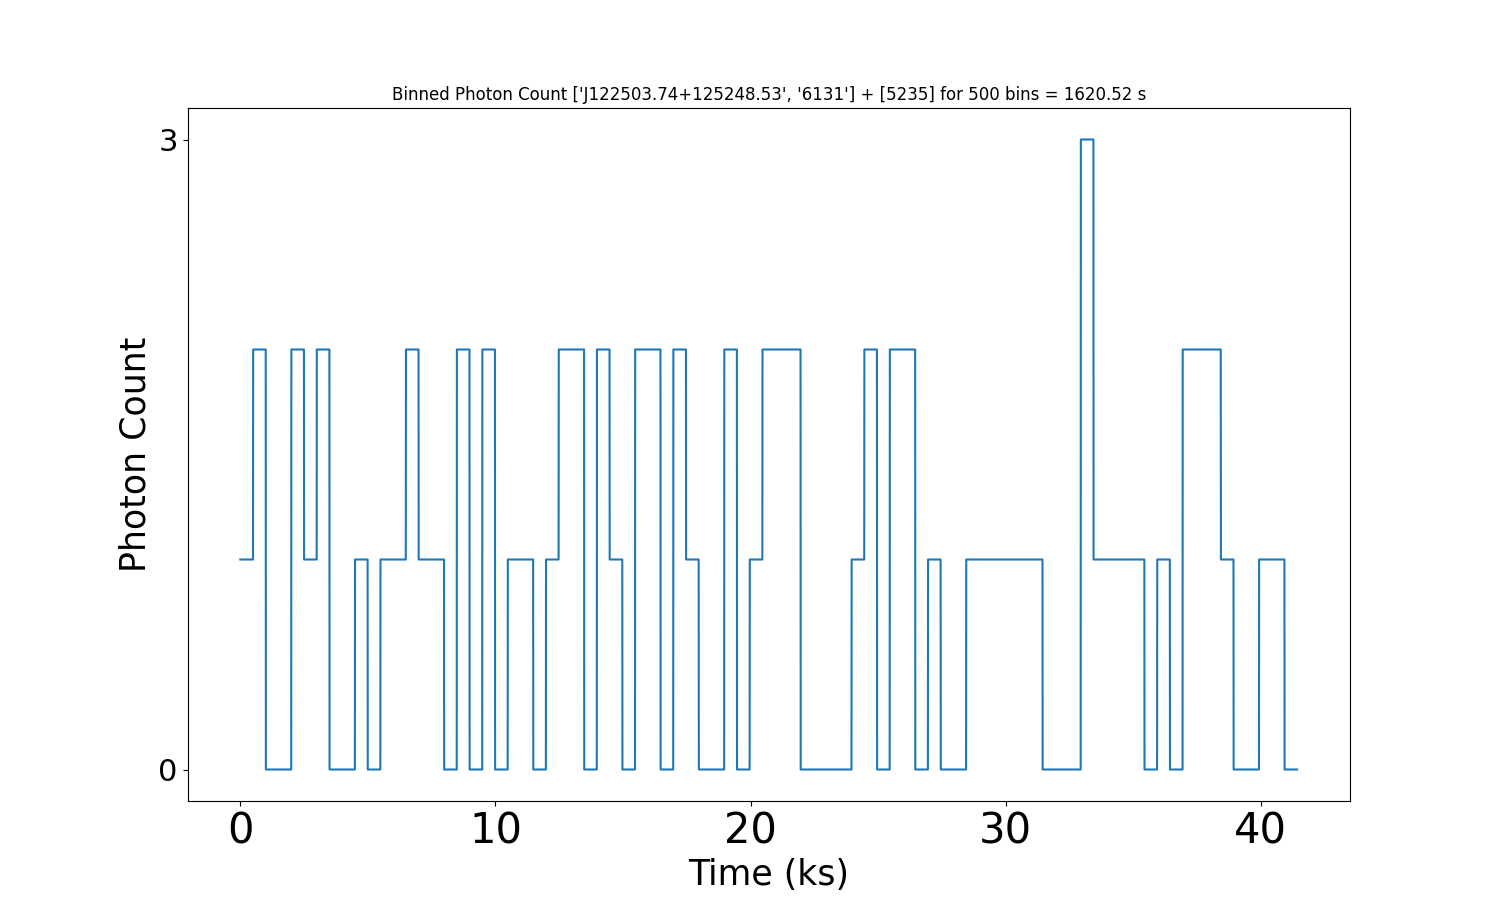 Binned Photon Count ['J122503.74+125248.53', '6131'] + [5235] for 500 bins = 1620.52 s
3
Photon Count
0
0 10 20 30 40
Time (ks)